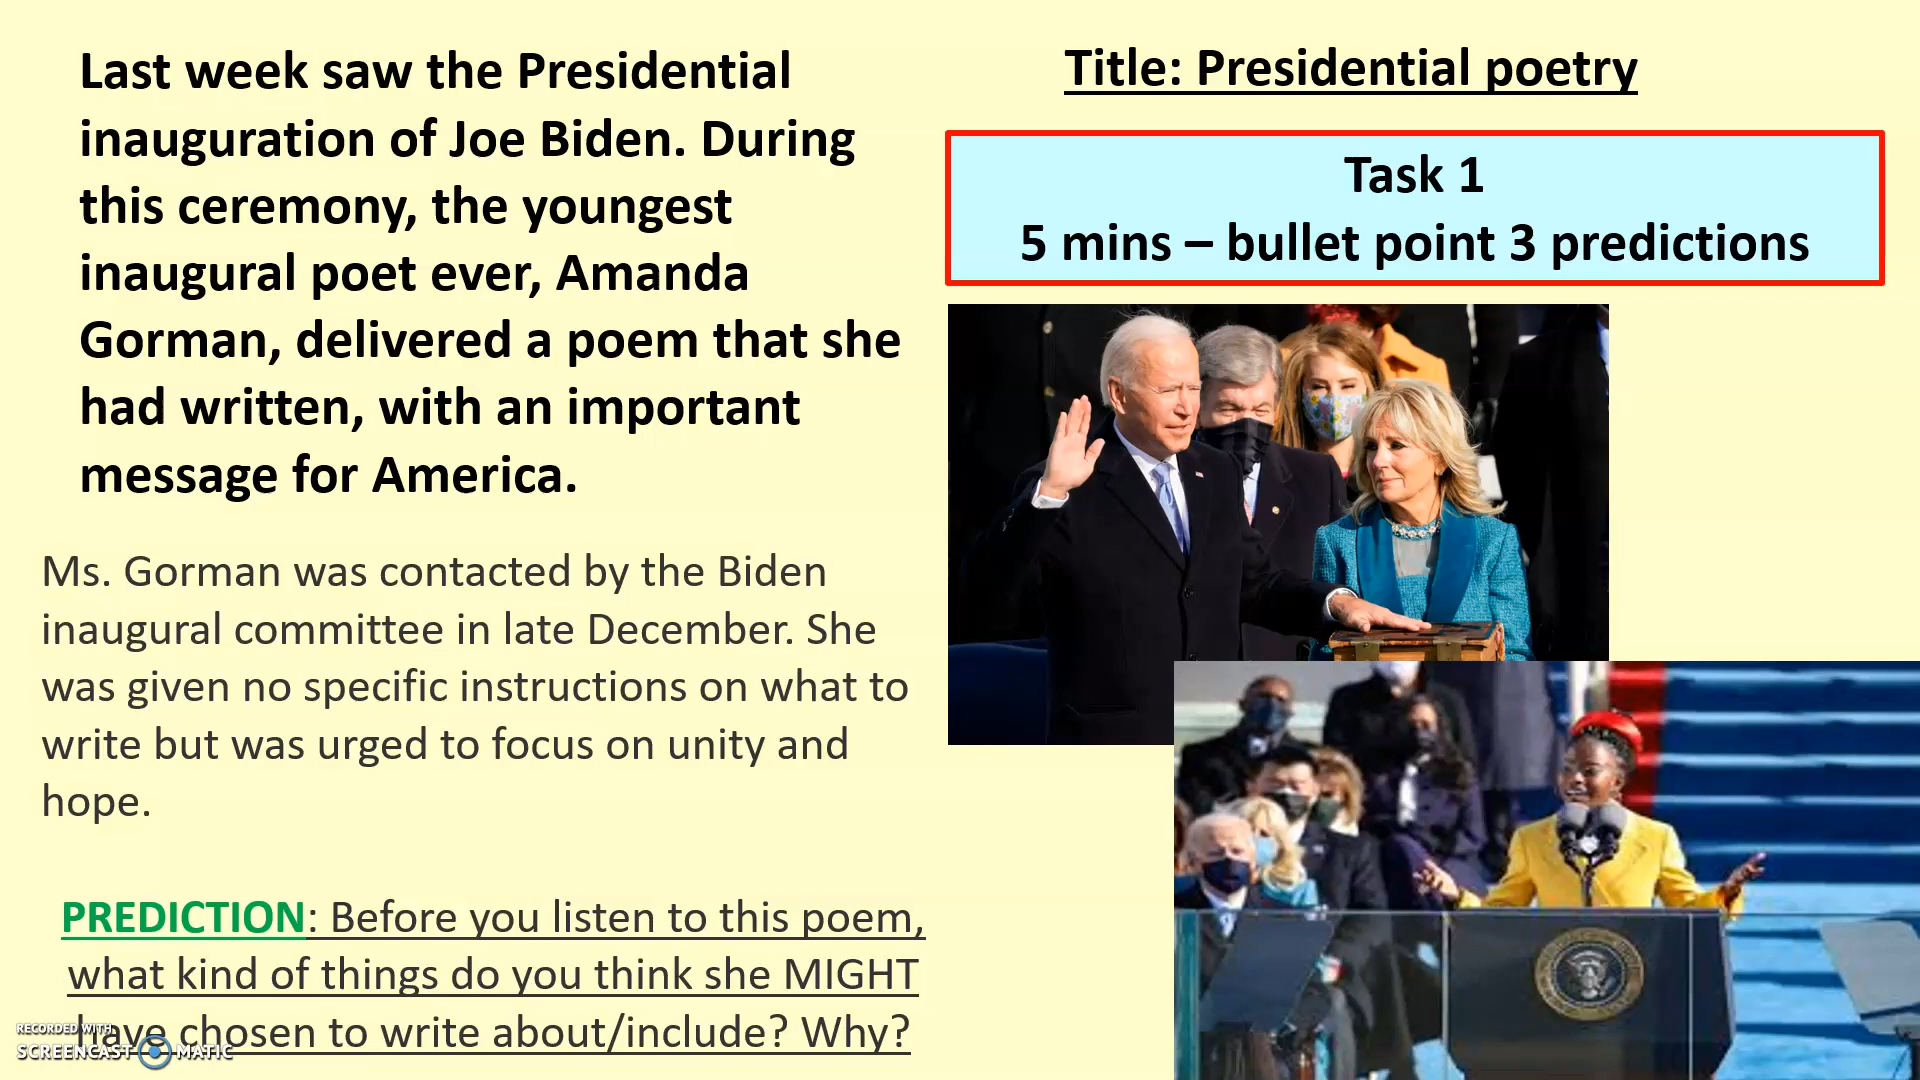 Last week saw the Presidential
inauguration of Joe Biden. During
this ceremony, the youngest
inaugural poet ever, Amanda
Gorman, delivered a poem that she
had written, with an important
message for America.
Ms. Gorman was contacted by the Biden
inaugural committee in late December. She
was given no specific instructions on what to
write but was urged to focus on unity and
hope.
PREDICTION: Before you listen to this poem,
what kind of things do you think she MIGHT
have chosen to write about/include? Why?
Title: Presidential poetry
Task 1
5 mins – bullet point 3 predictions
RECORDED WITH
SCREENCAST MATIC